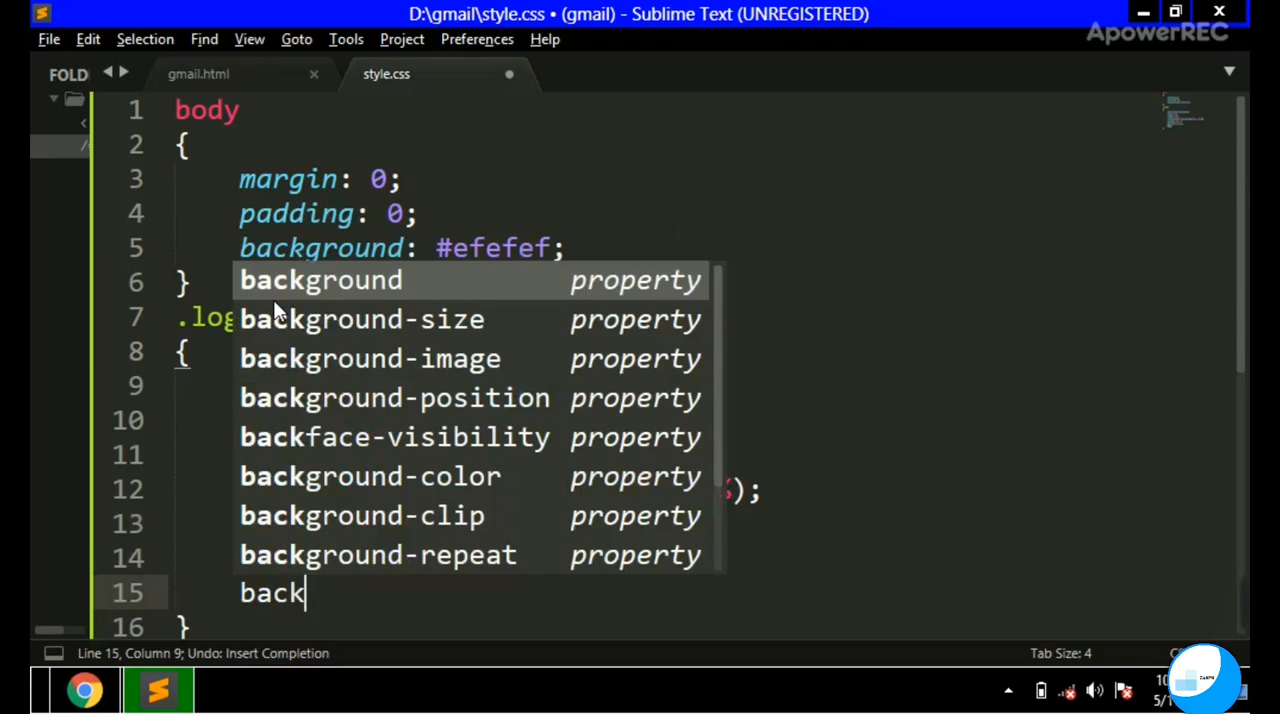 D:\gmail\style.css • (gmail) - Sublime Text (UNREGISTERED)
File Edit Selection Find View Goto Tools Project Preferences Help
ApowerREC
FOLD gmail.html style.css
1 body
2 {
3 margin: 0;
4 padding: 0;
5 background: #efefef;
6 }
background property
7 .log
background-size property
8 {
background-image property
9
background-position property
10
backface-visibility property
11
background-color property
12 );
background-clip property
13
14
background-repeat property
15 back
16 }
Line 15, Column 9; Undo: Insert Completion Tab Size: 4
10
5/1